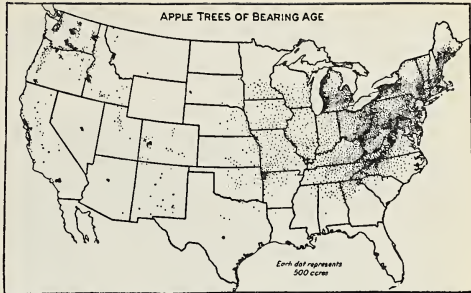 APPLE TREES OF BEARING AGE
Each dot represents
500 acres